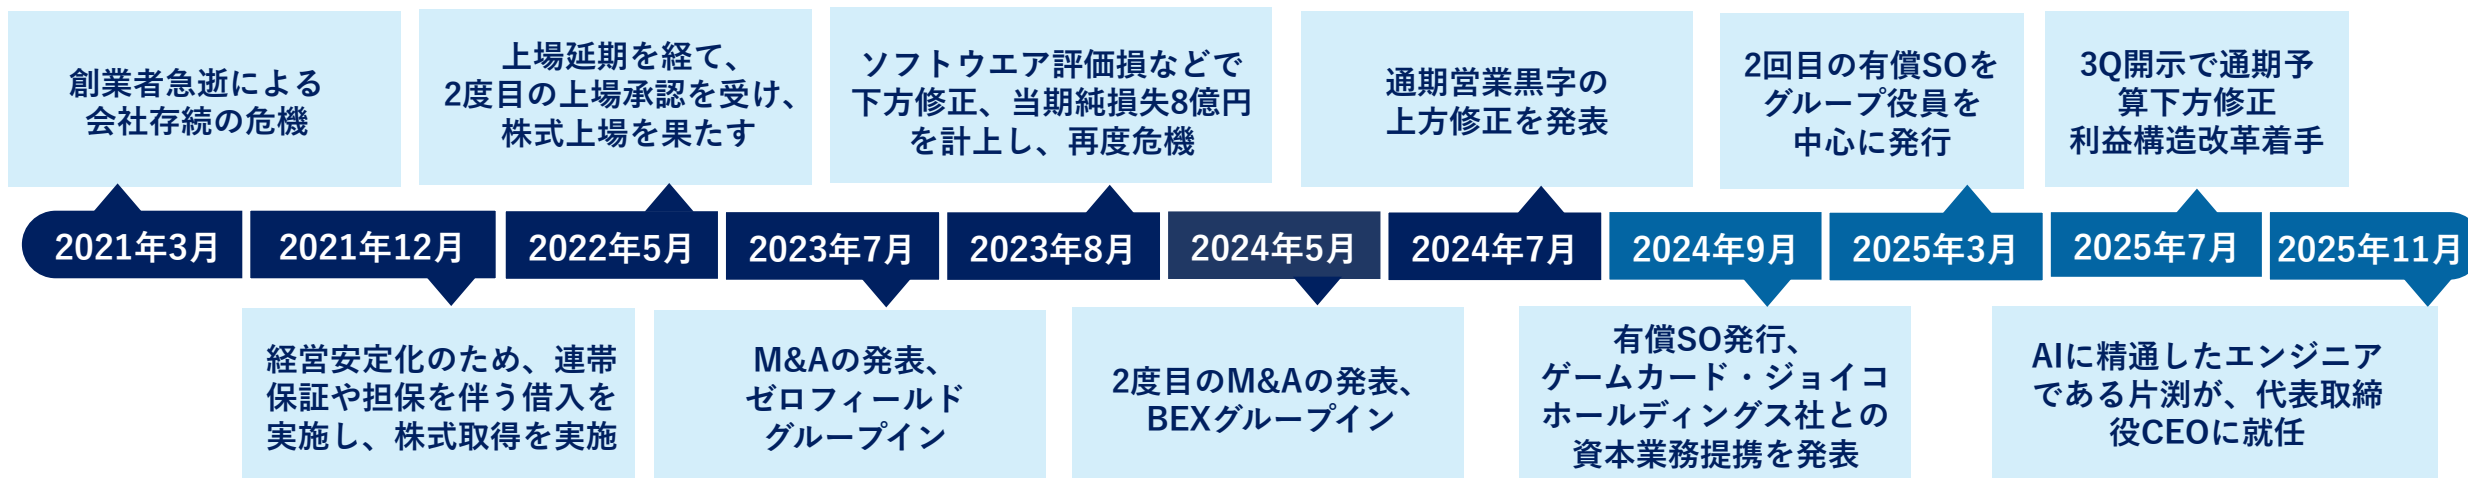 創業者急逝による
会社存続の危機
上場延期を経て、
2度目の上場承認を受け、
株式上場を果たす
ソフトウエア評価損などで
下方修正、当期純損失8億円
を計上し、再度危機
通期営業黒字の
上方修正を発表
2回目の有償SOを
グループ役員を
中心に発行
3Q開示で通期予
算下方修正
利益構造改革着手
2021年3月
2021年12月
2022年5月
2023年7月
2023年8月
2024年5月
2024年7月
2024年9月
2025年3月
2025年7月
2025年11月
経営安定化のため、連帯
保証や担保を伴う借入を
実施し、株式取得を実施
M&Aの発表、
ゼロフィールド
グループイン
2度目のM&Aの発表、
BEXグループイン
有償SO発行、
ゲームカード・ジョイコ
ホールディングス社との
資本業務提携を発表
AIに精通したエンジニア
である片渕が、代表取締
役CEOに就任